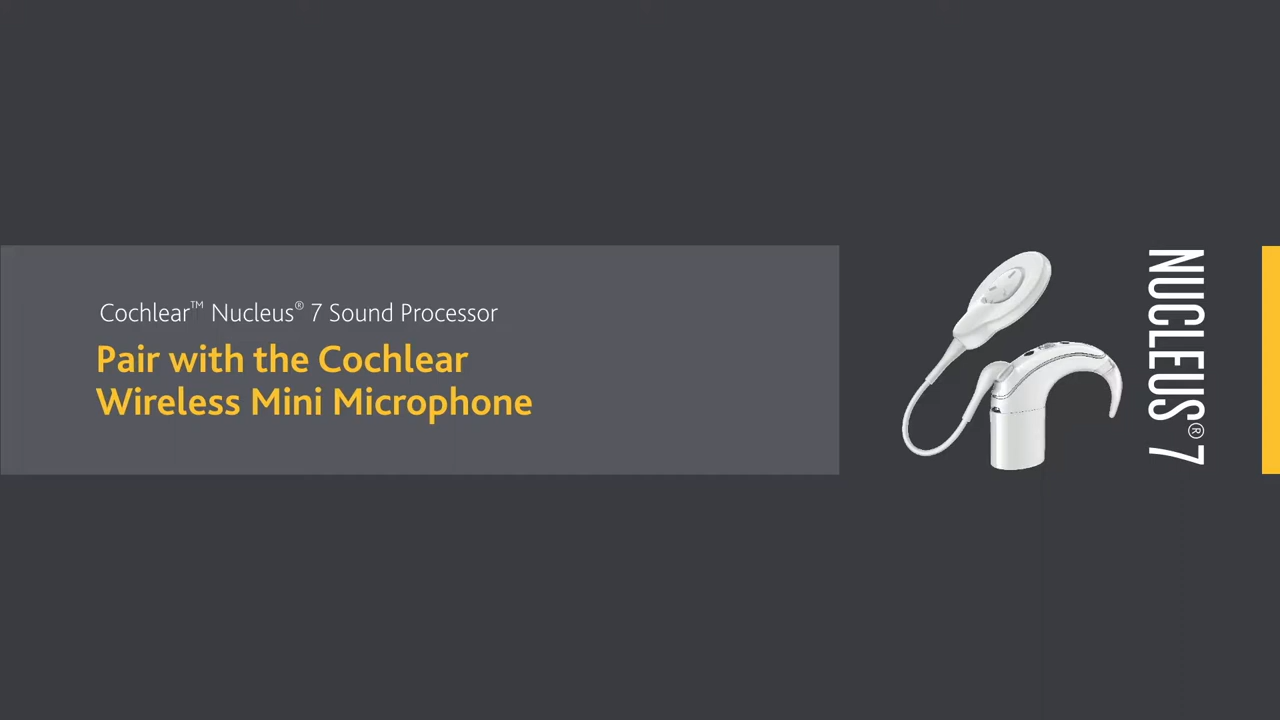 Cochlear™ Nucleus® 7 Sound Processor
Pair with the Cochlear
Wireless Mini Microphone
NUCLEUS® 7